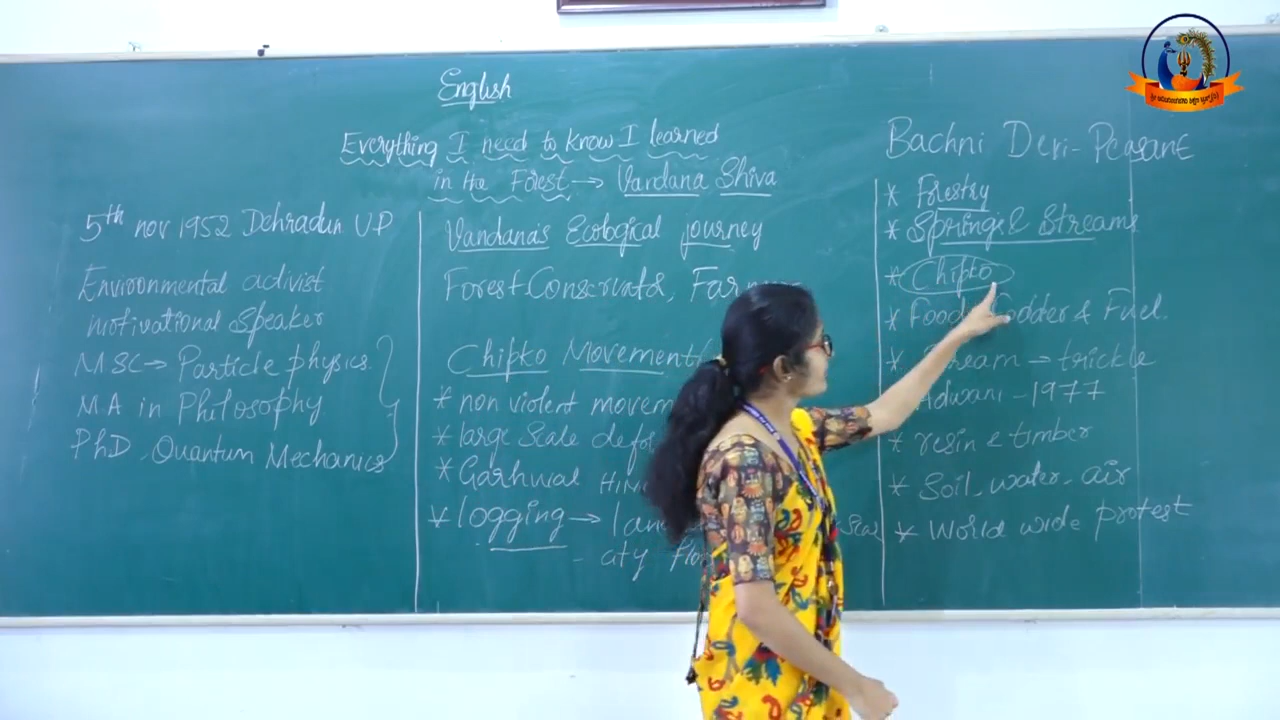 English
Everything I need to know I learned
in the Forest → Vardana Shiva
5th nov 1952 Dehradun UP
Environmental activist
motivational speaker
MSC → Particle physics
MA in Philosophy
PhD - Quantum Mechanics
Vandana's Ecological journey
Forest Conservatn,
Chipko Movement
* non violent movem
* large scale defo
* Garhwal HIM
* logging → lan
- city flo
Bachni Devi - Peasant
* Forestry
* Springs & Streams
* Chipko
* Food, Fodder & Fuel.
* Stream → trickle
* Adwani - 1977
* resin & timber
* Soil - water - air
* World wide protest